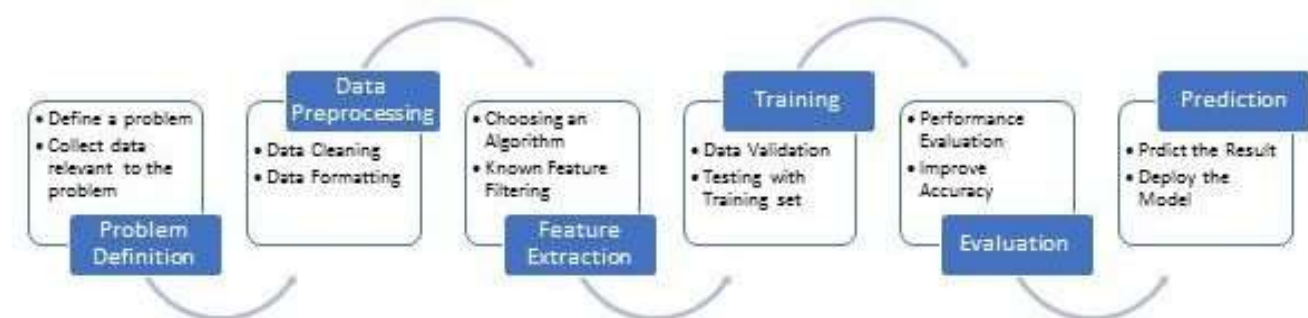 • Define a problem
• Collect data
relevant to the
problem
Problem
Definition
Data
Preprocessing
• Data Cleaning
• Data Formatting
• Choosing an
Algorithm
• Known Feature
Filtering
Feature
Extraction
Training
• Data Validation
• Testing with
Training set
• Performance
Evaluation
• Improve
Accuracy
Evaluation
Prediction
• Prdict the Result
• Deploy the
Model